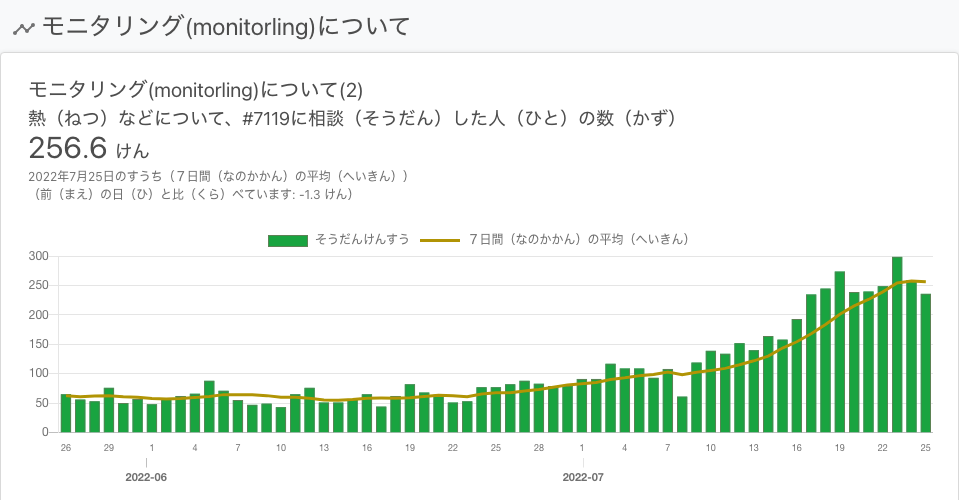 モニタリング(monitorling)について
モニタリング(monitorling)について(2)
熱（ねつ）などについて、#7119に相談（そうだん）した人（ひと）の数（かず）
256.6 けん
2022年7月25日のすうち（７日間（なのかかん）の平均（へいきん））
（前（まえ）の日（ひ）と比（くら）べています: -1.3 けん）
そうだんけんすう ７日間（なのかかん）の平均（へいきん）
300
250
200
150
100
50
0
26 29 1 4 7 10 13 16 19 22 25 28 1 4 7 10 13 16 19 22 25
2022-06 2022-07